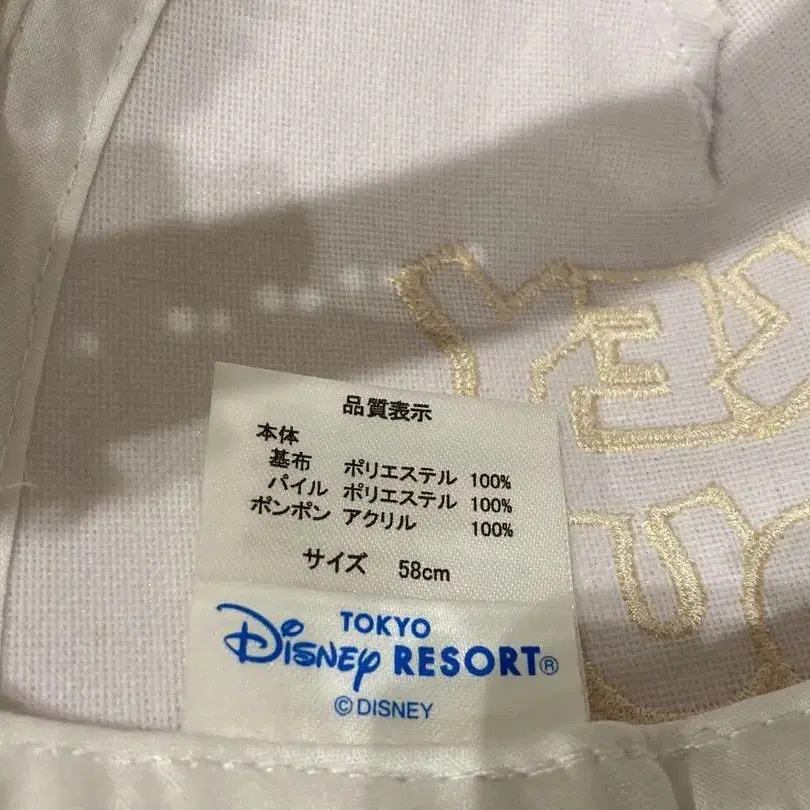 品質表示
本体
基布 ポリエステル 100%
パイル ポリエステル 100%
ポンポン アクリル 100%
サイズ 58cm
TOKYO
Disney RESORT®
© DISNEY